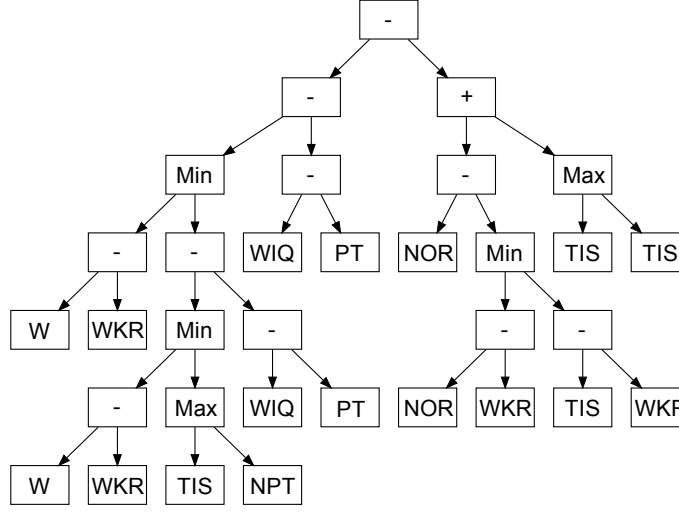 -
- +
Min - - Max
- - WIQ PT NOR Min TIS TIS
W WKR Min - - -
- Max WIQ PT NOR WKR TIS WKR
W WKR TIS NPT